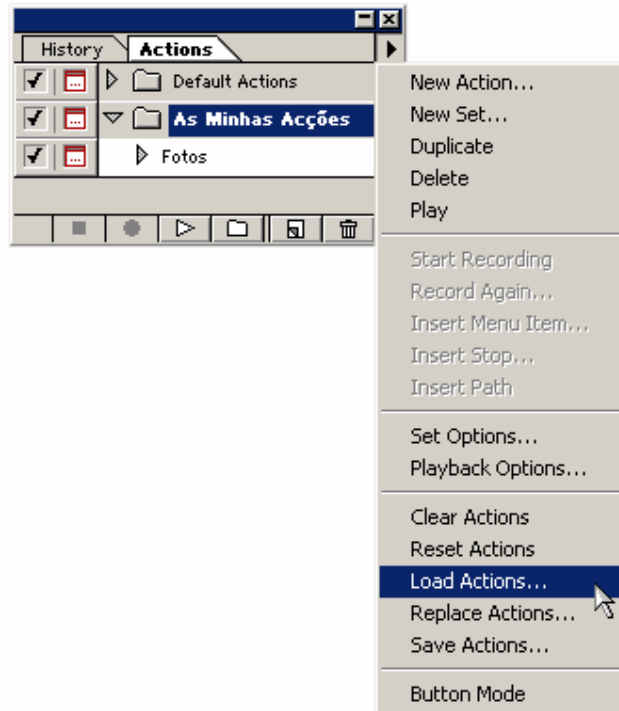 History Actions
Default Actions
As Minhas Acções
Fotos
New Action...
New Set...
Duplicate
Delete
Play
Start Recording
Record Again...
Insert Menu Item...
Insert Stop...
Insert Path
Set Options...
Playback Options...
Clear Actions
Reset Actions
Load Actions...
Replace Actions...
Save Actions...
Button Mode